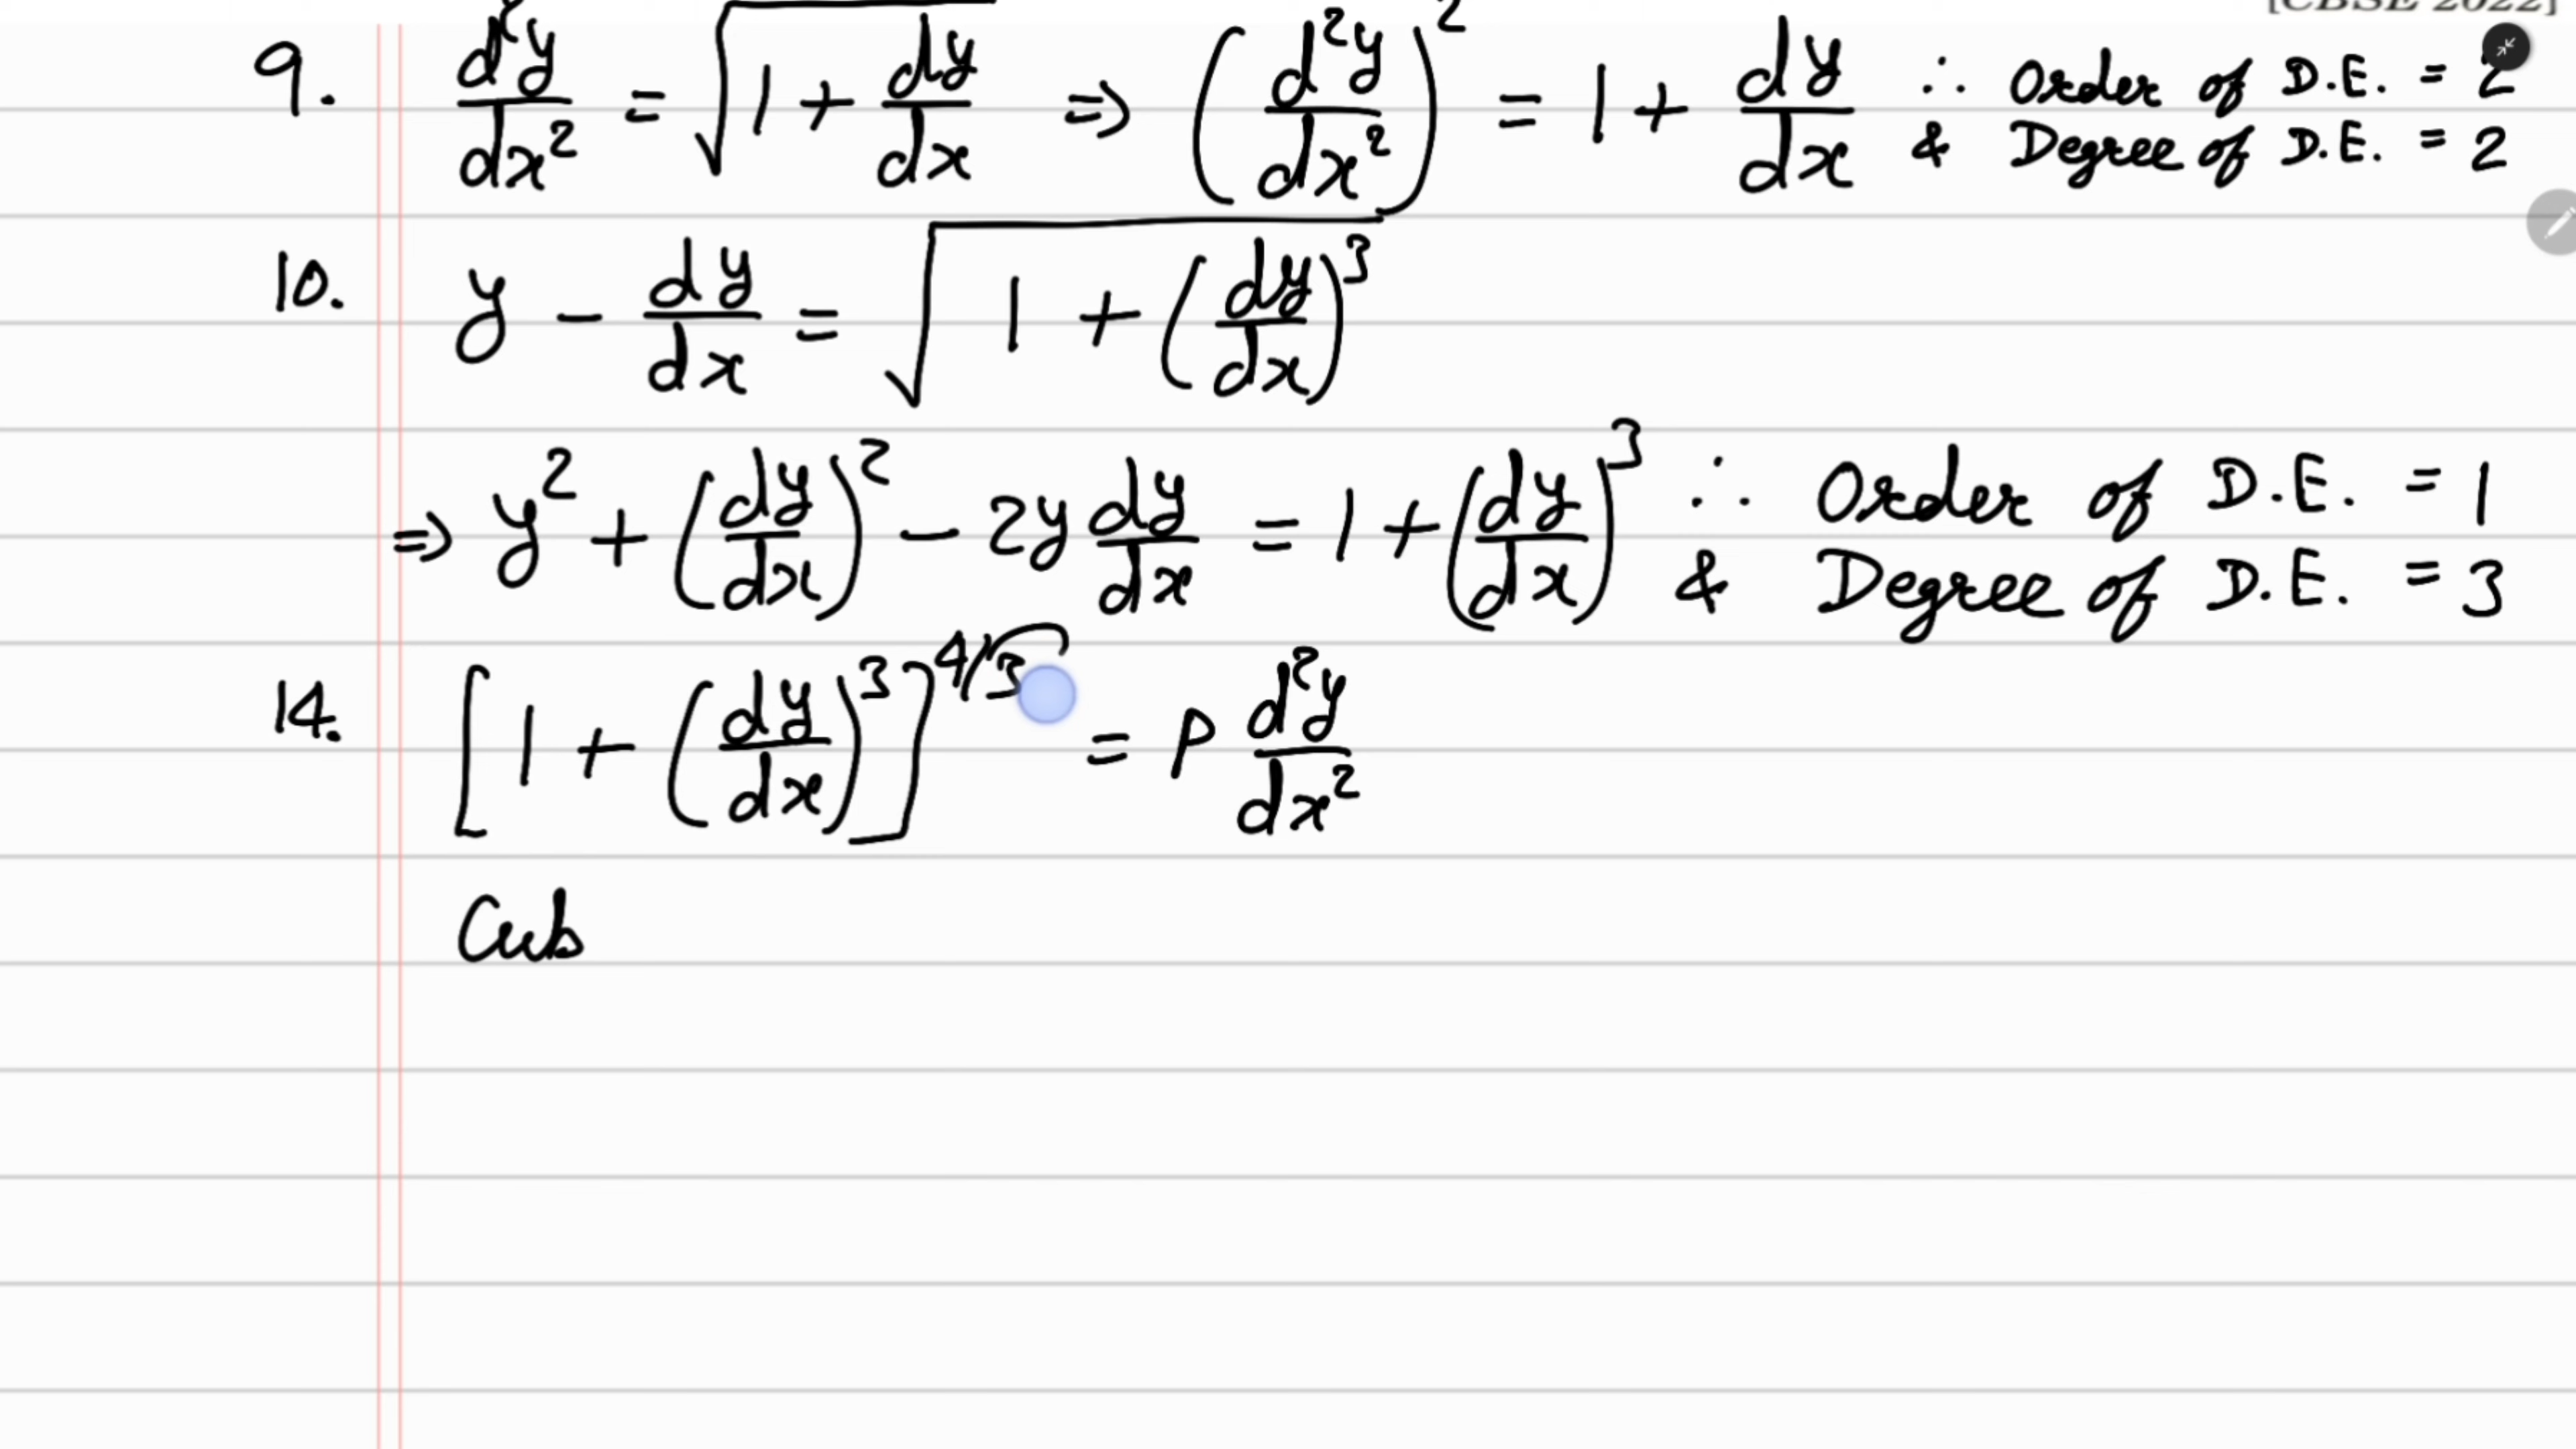 [CBSE 2022]
9. d²y/dx² = √(1 + dy/dx) ⇒ (d²y/dx²)² = 1 + dy/dx ∴ Order of D.E. = 2
& Degree of D.E. = 2
10. y - dy/dx = √(1 + (dy/dx)³)
⇒ y² + (dy/dx)² - 2y dy/dx = 1 + (dy/dx)³ ∴ Order of D.E. = 1
& Degree of D.E. = 3
14. [1 + (dy/dx)³]^4/3 = P d²y/dx²
Cub